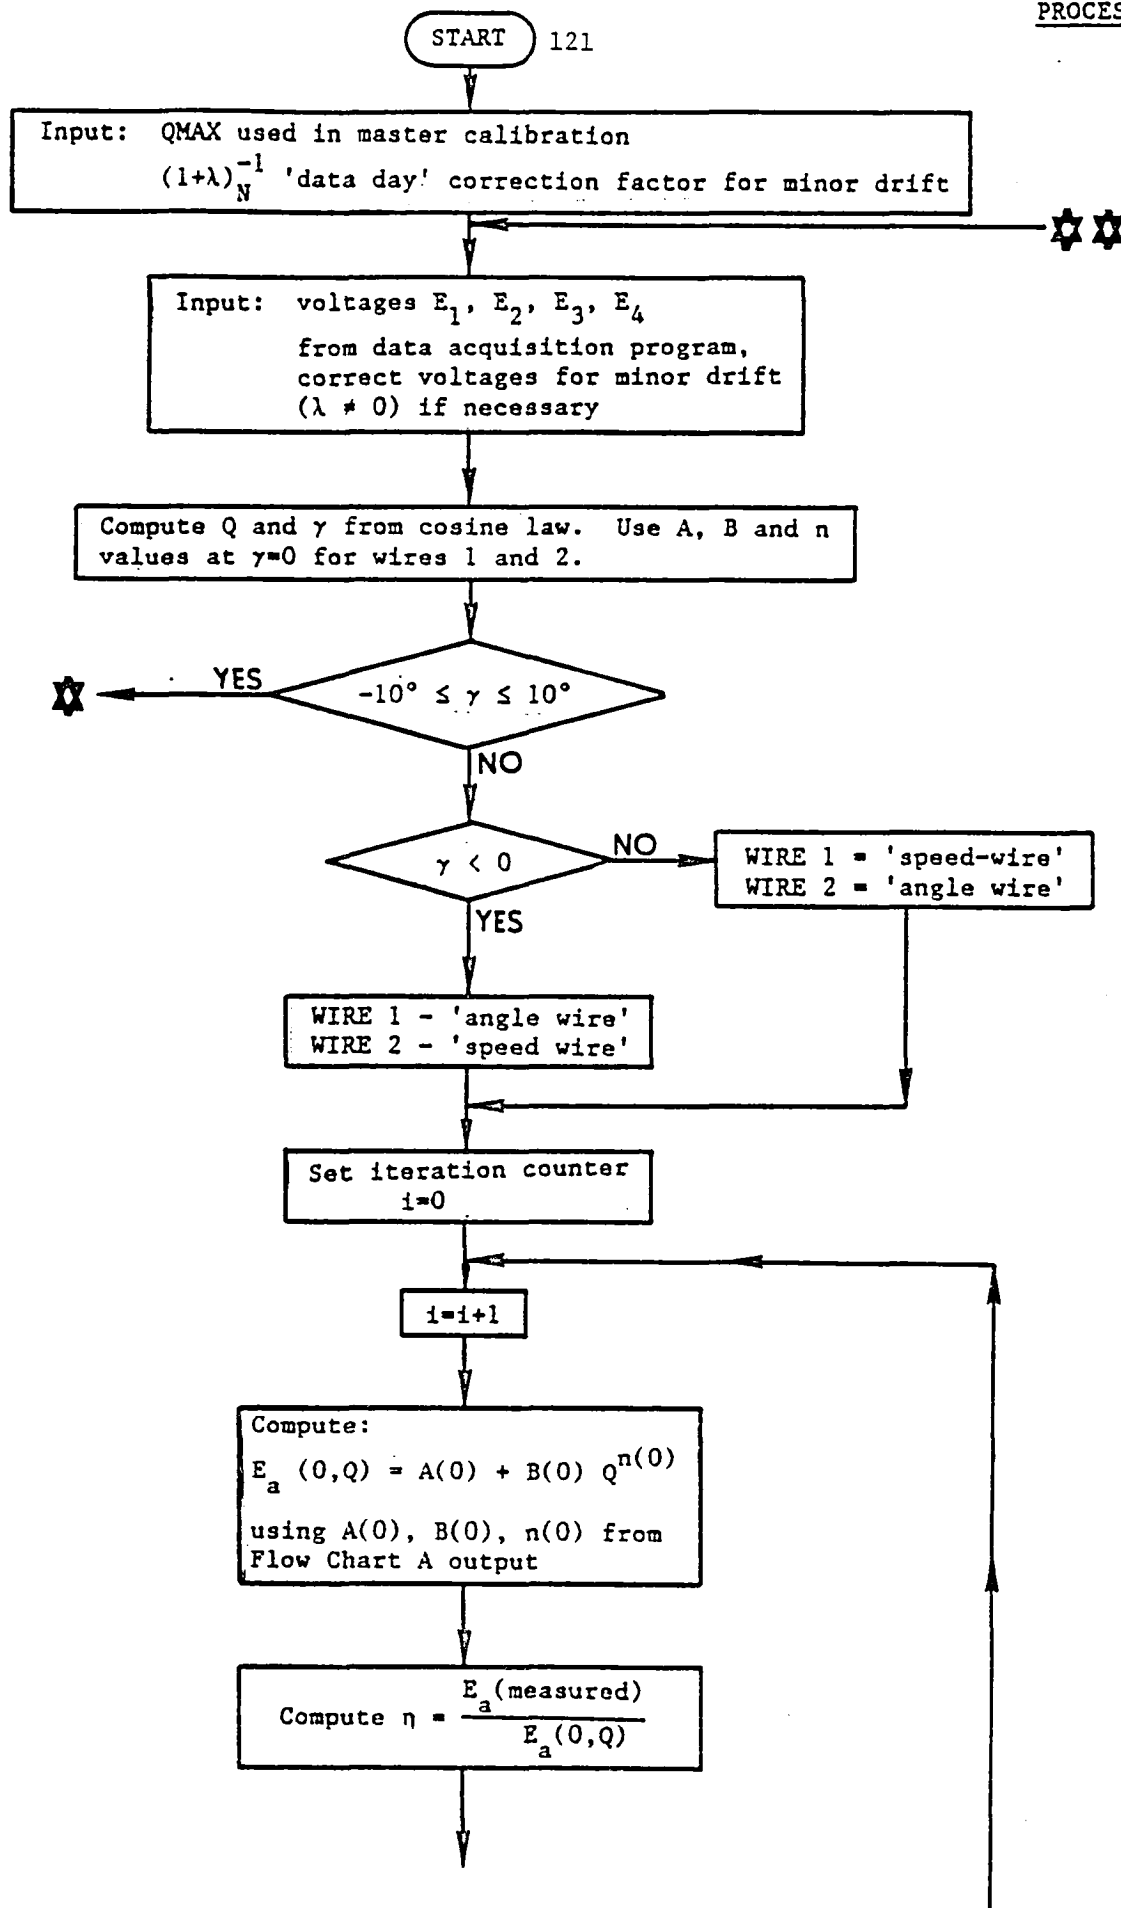 PROCES
START 121
Input: QMAX used in master calibration
(1+λ)_N^-1 'data day' correction factor for minor drift
Input: voltages E_1, E_2, E_3, E_4
from data acquisition program,
correct voltages for minor drift
(λ ≠ 0) if necessary
Compute Q and γ from cosine law. Use A, B and n
values at γ=0 for wires 1 and 2.
YES
-10° ≤ γ ≤ 10°
NO
γ < 0
NO
WIRE 1 = 'speed-wire'
WIRE 2 = 'angle wire'
YES
WIRE 1 - 'angle wire'
WIRE 2 - 'speed wire'
Set iteration counter
i=0
i=i+1
Compute:
E_a (0,Q) = A(0) + B(0) Q^n(0)
using A(0), B(0), n(0) from
Flow Chart A output
Compute η = E_a(measured) / E_a(0,Q)